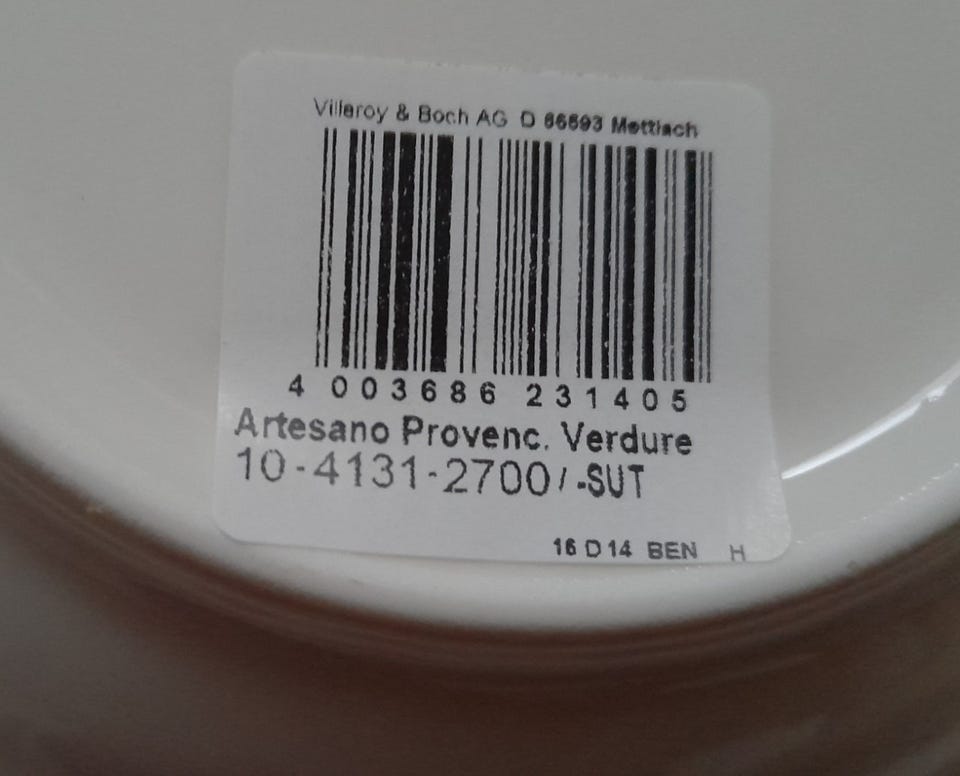 Villeroy & Boch AG D 66693 Mettlach
4 003686 231405
Artesano Provenc. Verdure
10-4131-2700/-SUT
16 D 14 BEN H